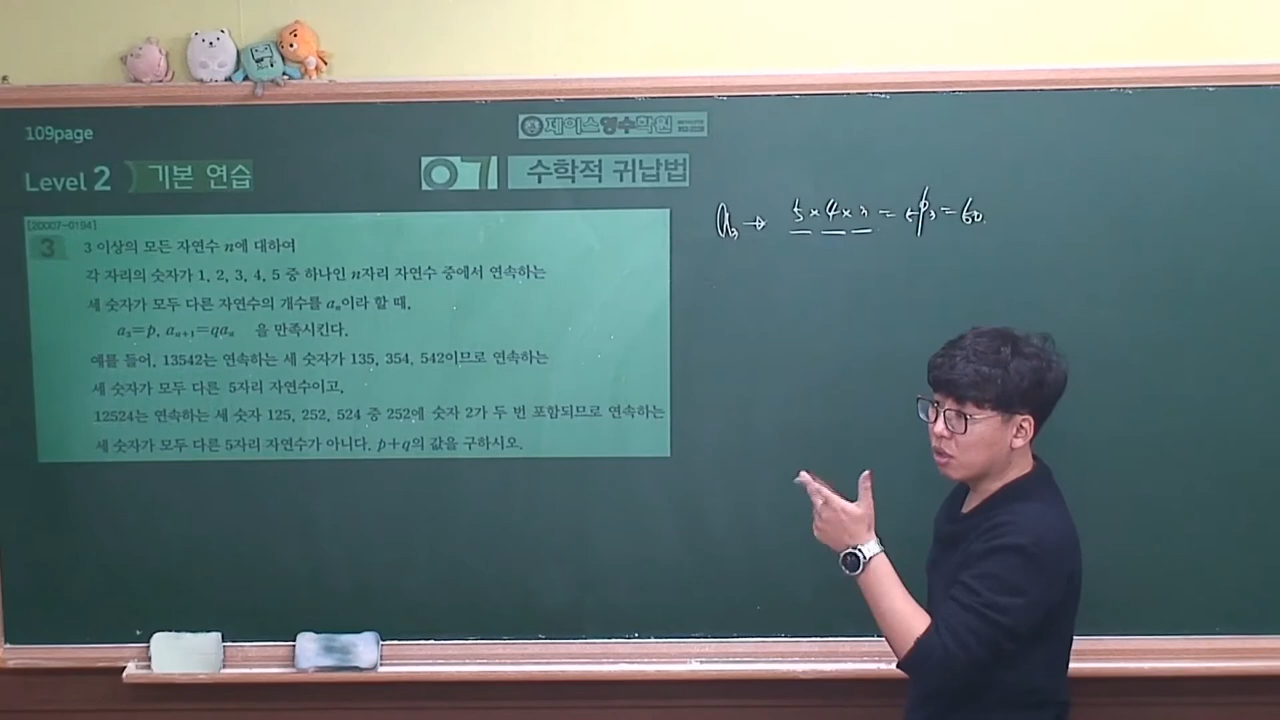 109page
제이스영수학원
Level 2 기본 연습
07 수학적 귀납법
[20007-0194]
3 3 이상의 모든 자연수 n에 대하여
각 자리의 숫자가 1, 2, 3, 4, 5 중 하나인 n자리 자연수 중에서 연속하는
세 숫자가 모두 다른 자연수의 개수를 aₙ이라 할 때,
a₃=p, aₙ₊₁=qaₙ 을 만족시킨다.
예를 들어, 13542는 연속하는 세 숫자가 135, 354, 542이므로 연속하는
세 숫자가 모두 다른 5자리 자연수이고,
12524는 연속하는 세 숫자 125, 252, 524 중 252에 숫자 2가 두 번 포함되므로 연속하는
세 숫자가 모두 다른 5자리 자연수가 아니다. p+q의 값을 구하시오.
a₃ → 5×4×3 = ₅P₃ = 60.